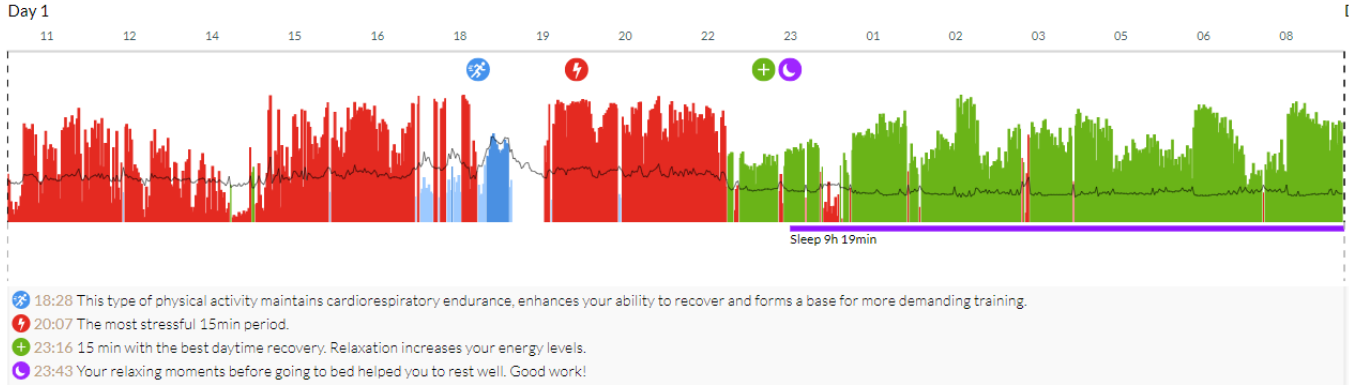 Day 1
11 12 14 15 16 18 19 20 22 23 01 02 03 05 06 08
Sleep 9h 19min
18:28 This type of physical activity maintains cardiorespiratory endurance, enhances your ability to recover and forms a base for more demanding training.
20:07 The most stressful 15min period.
23:16 15 min with the best daytime recovery. Relaxation increases your energy levels.
23:43 Your relaxing moments before going to bed helped you to rest well. Good work!